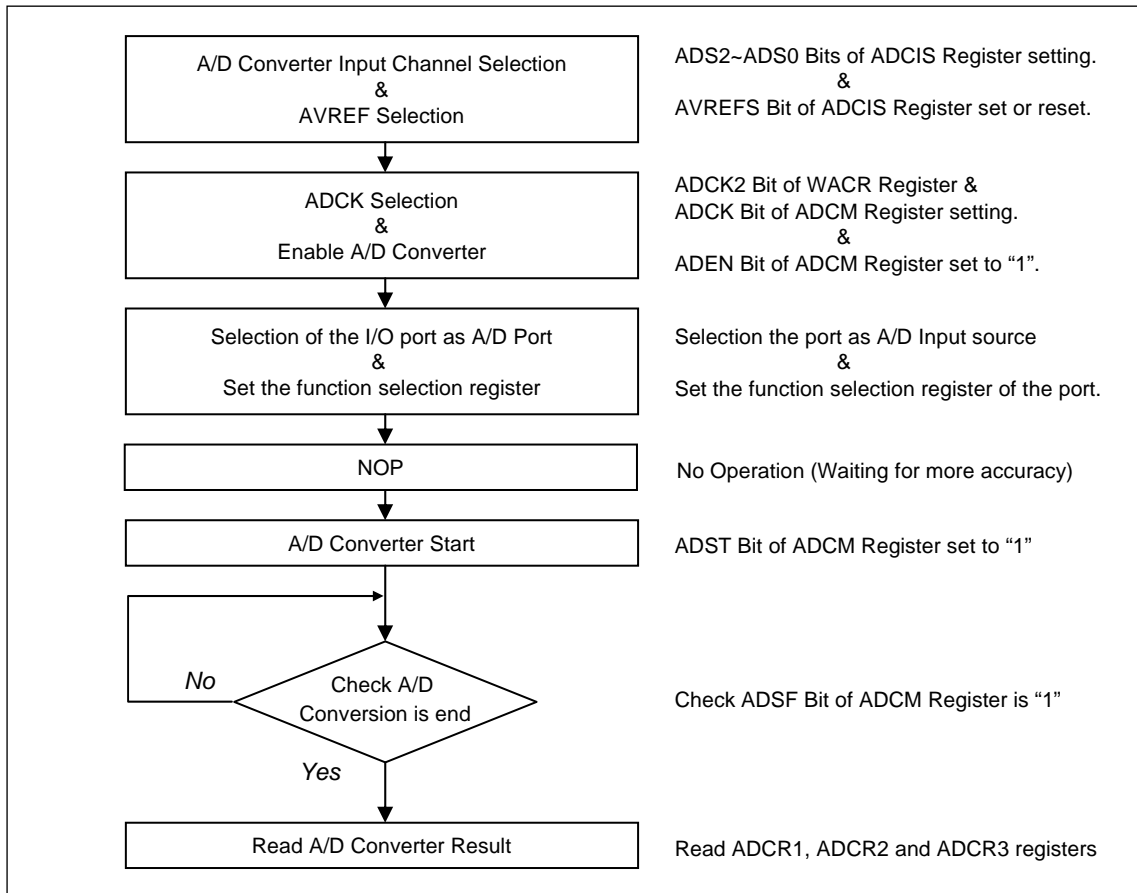 A/D Converter Input Channel Selection
&
AVREF Selection
ADS2~ADS0 Bits of ADCIS Register setting.
&
AVREFS Bit of ADCIS Register set or reset.
ADCK Selection
&
Enable A/D Converter
ADCK2 Bit of WACR Register &
ADCK Bit of ADCM Register setting.
&
ADEN Bit of ADCM Register set to “1”.
Selection of the I/O port as A/D Port
&
Set the function selection register
Selection the port as A/D Input source
&
Set the function selection register of the port.
NOP
No Operation (Waiting for more accuracy)
A/D Converter Start
ADST Bit of ADCM Register set to “1”
No
Check A/D
Conversion is end
Check ADSF Bit of ADCM Register is “1”
Yes
Read A/D Converter Result
Read ADCR1, ADCR2 and ADCR3 registers